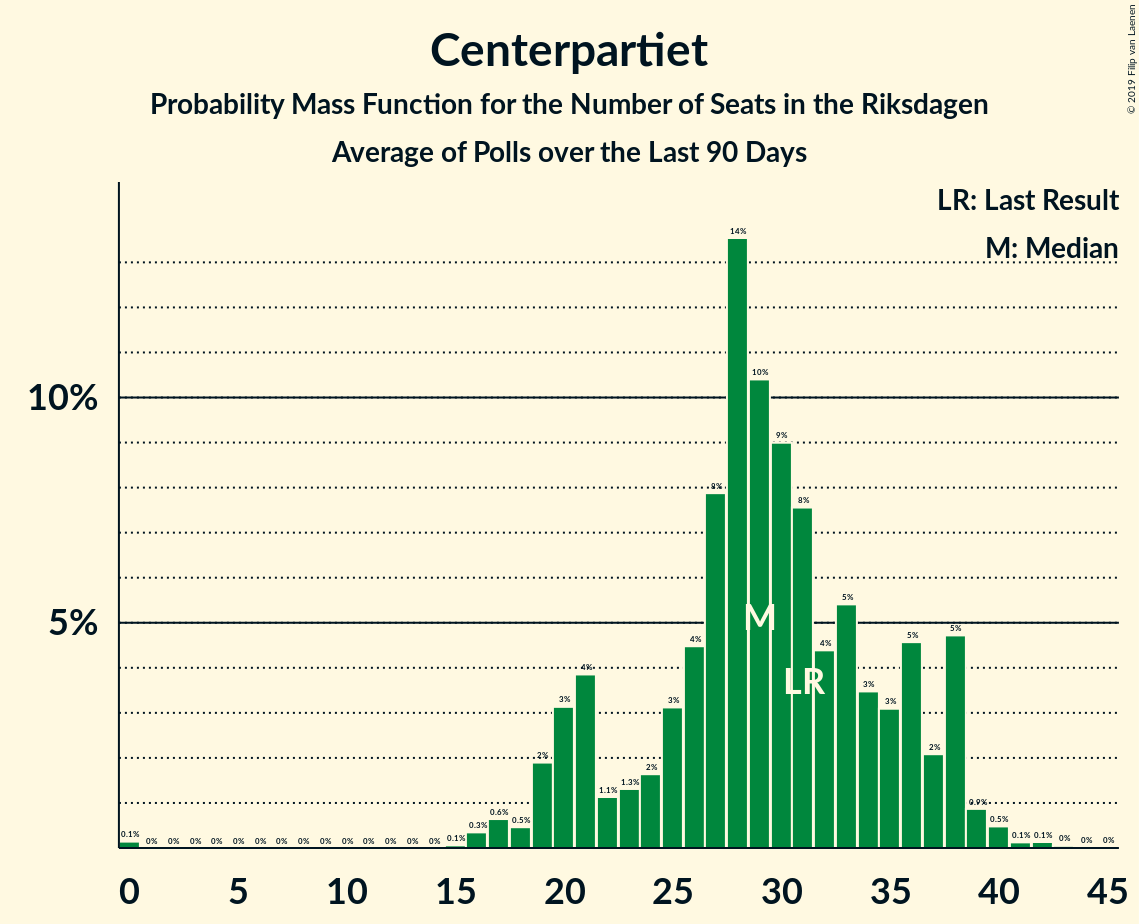 Centerpartiet
Probability Mass Function for the Number of Seats in the Riksdagen
Average of Polls over the Last 90 Days
© 2019 Filip van Laenen
LR: Last Result
M: Median
10%
5%
0.1% 0% 0% 0% 0% 0% 0% 0% 0% 0% 0% 0% 0% 0% 0% 0.1% 0.3% 0.6% 0.5% 2% 3% 4% 1.1% 1.3% 2% 3% 4% 8% 14% 10% 9% 8% 4% 5% 3% 3% 5% 2% 5% 0.9% 0.5% 0.1% 0.1% 0% 0% 0%
M
LR
0 5 10 15 20 25 30 35 40 45